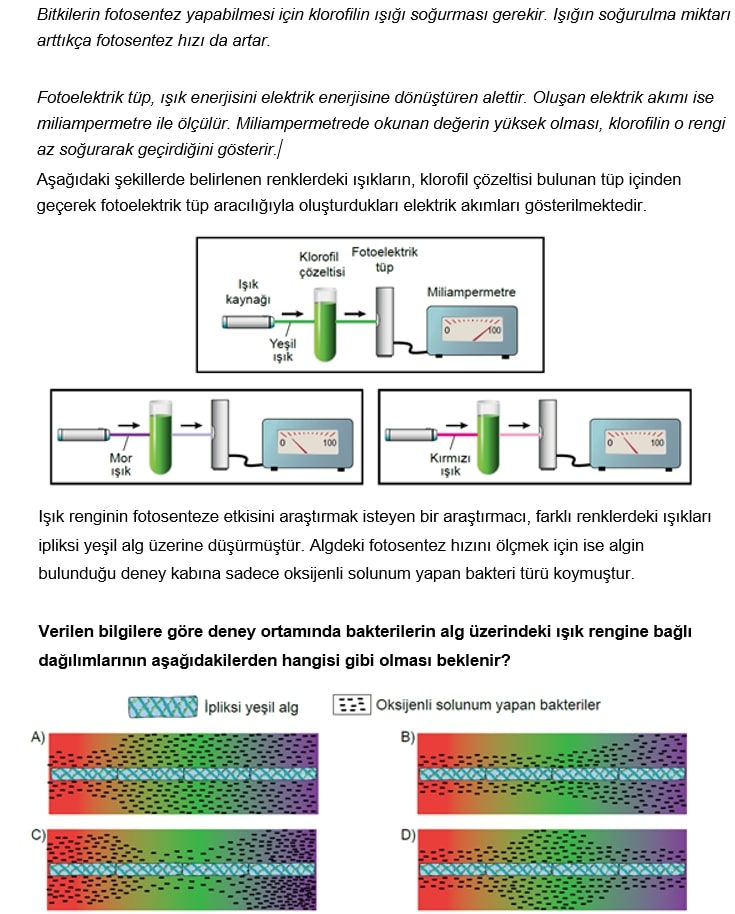 Bitkilerin fotosentez yapabilmesi için klorofilin ışığı soğurması gerekir. Işığın soğurulma miktarı
arttıkça fotosentez hızı da artar.
Fotoelektrik tüp, ışık enerjisini elektrik enerjisine dönüştüren alettir. Oluşan elektrik akımı ise
miliampermetre ile ölçülür. Miliampermetrede okunan değerin yüksek olması, klorofilin o rengi
az soğurarak geçirdiğini gösterir.
Aşağıdaki şekillerde belirlenen renklerdeki ışıkların, klorofil çözeltisi bulunan tüp içinden
geçerek fotoelektrik tüp aracılığıyla oluşturdukları elektrik akımları gösterilmektedir.
Işık
kaynağı
Klorofil
çözeltisi
Fotoelektrik
tüp
Miliampermetre
Yeşil
ışık
0 100
Mor
ışık
0 100
Kırmızı
ışık
0 100
Işık renginin fotosenteze etkisini araştırmak isteyen bir araştırmacı, farklı renklerdeki ışıkları
ipliksi yeşil alg üzerine düşürmüştür. Algdeki fotosentez hızını ölçmek için ise algin
bulunduğu deney kabına sadece oksijenli solunum yapan bakteri türü koymuştur.
Verilen bilgilere göre deney ortamında bakterilerin alg üzerindeki ışık rengine bağlı
dağılımlarının aşağıdakilerden hangisi gibi olması beklenir?
İpliksi yeşil alg
Oksijenli solunum yapan bakteriler
A)
B)
C)
D)